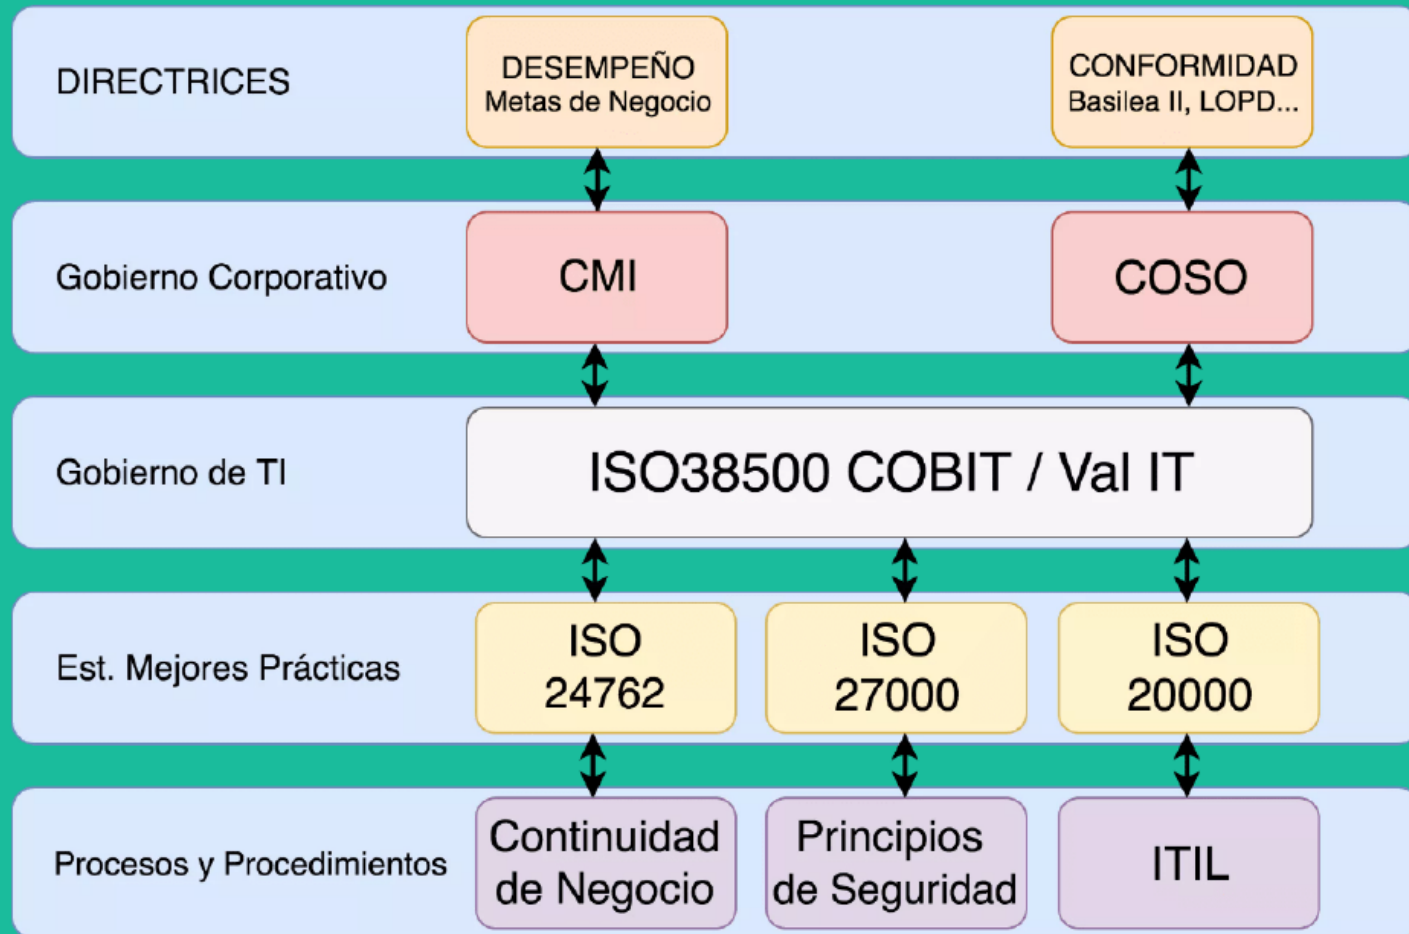 DIRECTRICES
DESEMPEÑO
Metas de Negocio
CONFORMIDAD
Basilea II, LOPD...
Gobierno Corporativo
CMI
COSO
Gobierno de TI
ISO38500 COBIT / Val IT
Est. Mejores Prácticas
ISO
24762
ISO
27000
ISO
20000
Procesos y Procedimientos
Continuidad
de Negocio
Principios
de Seguridad
ITIL